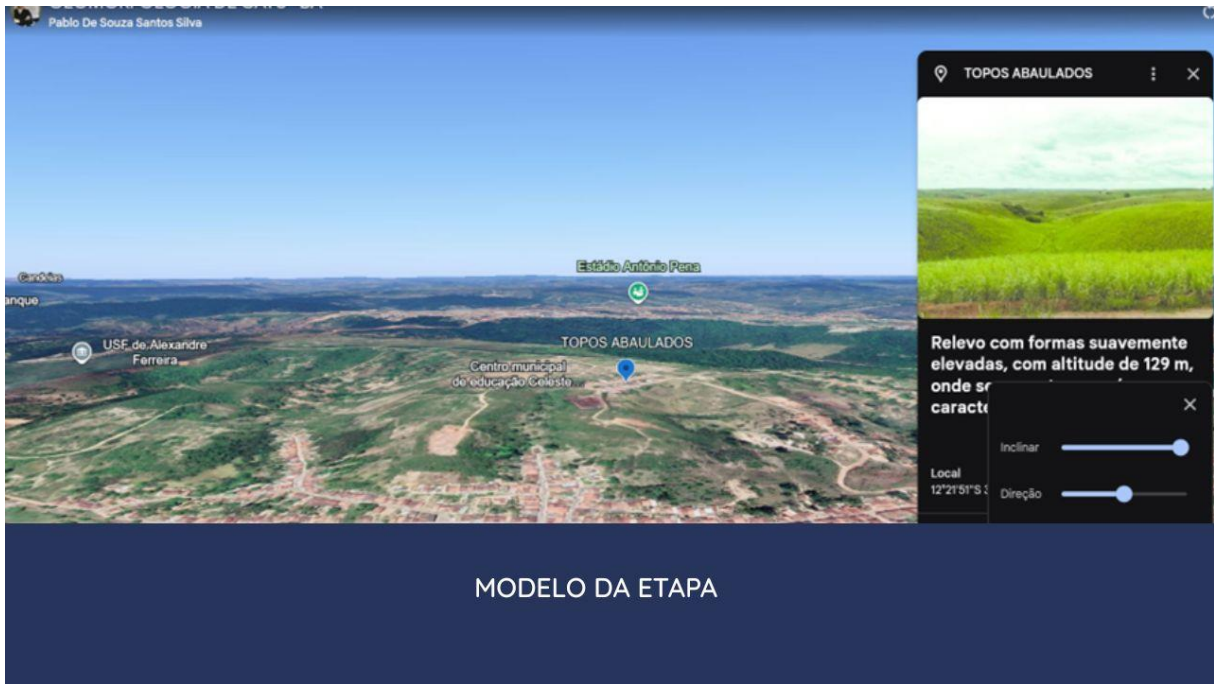 Pablo De Souza Santos Silva
TOPOS ABAULADOS
Candeias
anque
Estádio Antônio Pena
USF de Alexandre
Ferreira...
TOPOS ABAULADOS
Centro municipal
de educação Celeste...
Relevo com formas suavemente
elevadas, com altitude de 129 m,
onde
Inclinar
Local
12°21'51"S
Direção
MODELO DA ETAPA